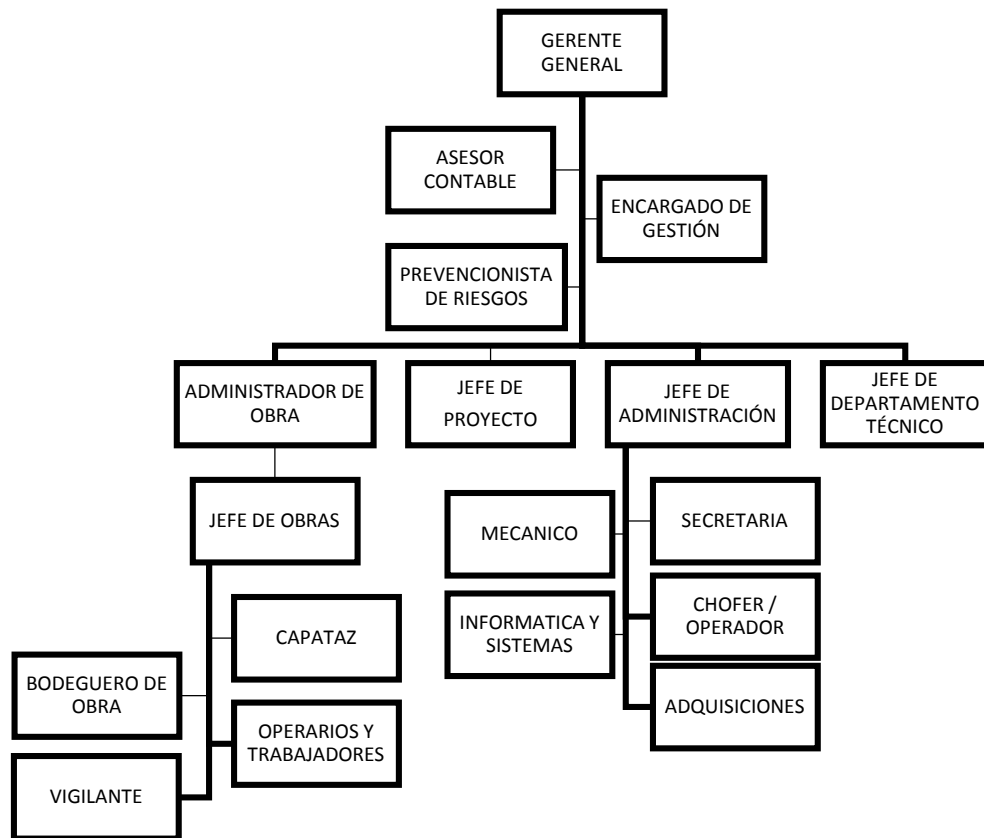 GERENTE
GENERAL
ASESOR
CONTABLE
ENCARGADO DE
GESTIÓN
PREVENCIONISTA
DE RIESGOS
ADMINISTRADOR DE
OBRA
JEFE DE
PROYECTO
JEFE DE
ADMINISTRACIÓN
JEFE DE
DEPARTAMENTO
TÉCNICO
JEFE DE OBRAS
CAPATAZ
BODEGUERO DE
OBRA
OPERARIOS Y
TRABAJADORES
VIGILANTE
MECANICO
SECRETARIA
INFORMATICA Y
SISTEMAS
CHOFER /
OPERADOR
ADQUISICIONES